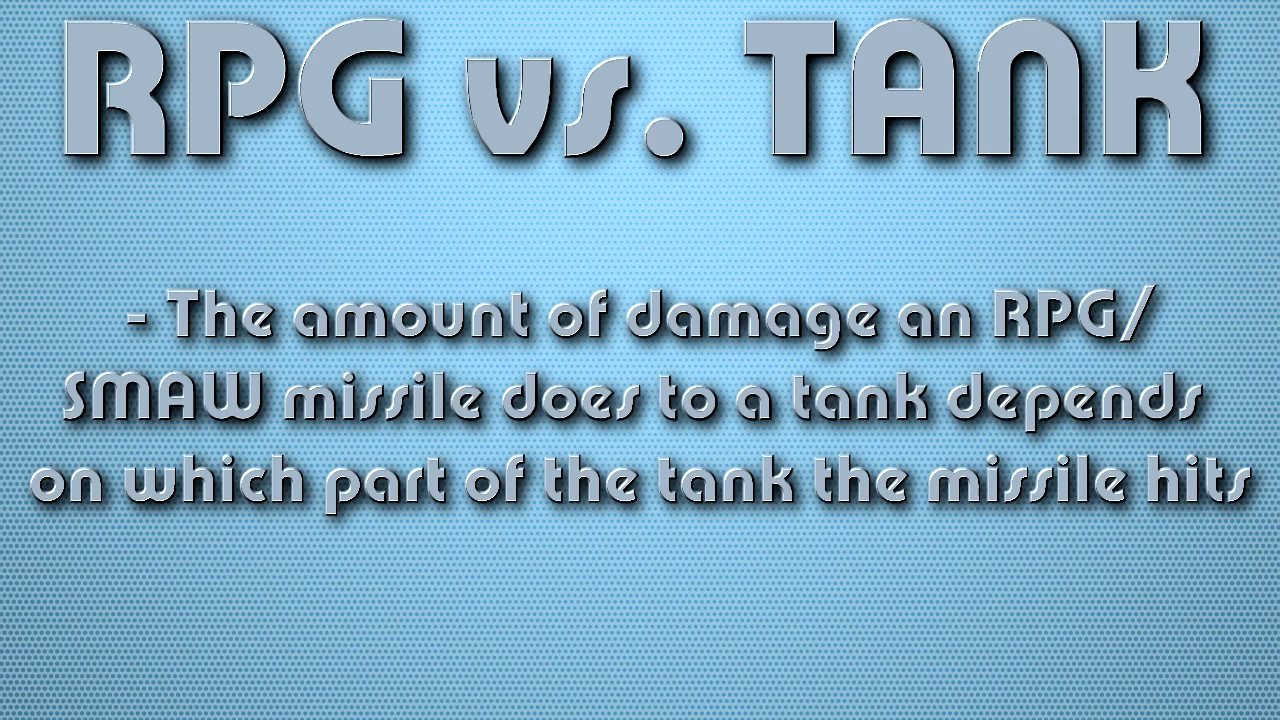 RPG vs. TANK
- The amount of damage an RPG/
SMAW missile does to a tank depends
on which part of the tank the missile hits